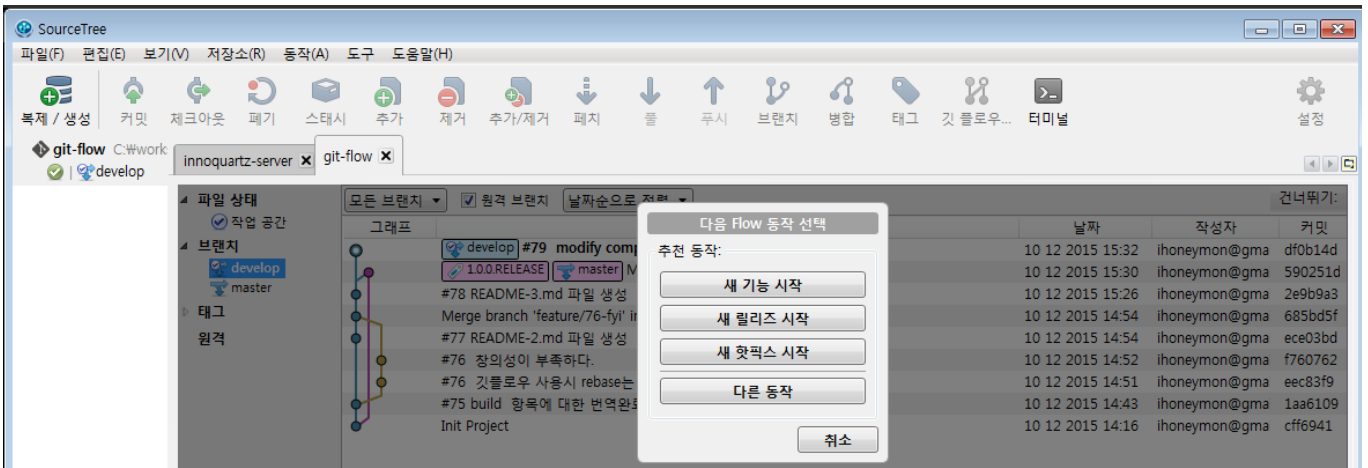 SourceTree
파일(F) 편집(E) 보기(V) 저장소(R) 동작(A) 도구 도움말(H)
복제 / 생성 커밋 체크아웃 폐기 스태시 추가 제거 추가/제거 패치 풀 푸시 브랜치 병합 태그 깃 플로우... 터미널 설정
git-flow C:₩work
develop
innoquartz-server git-flow
파일 상태
작업 공간
브랜치
develop
master
태그
원격
모든 브랜치 원격 브랜치 날짜순으로 정렬 건너뛰기:
그래프 날짜 작성자 커밋
develop #79 modify comp 10 12 2015 15:32 ihoneymon@gma df0b14d
1.0.0.RELEASE master M 10 12 2015 15:30 ihoneymon@gma 590251d
#78 README-3.md 파일 생성 10 12 2015 15:26 ihoneymon@gma 2e9b9a3
Merge branch 'feature/76-fyi' in 10 12 2015 14:54 ihoneymon@gma 685bd5f
#77 README-2.md 파일 생성 10 12 2015 14:54 ihoneymon@gma ece03bd
#76 창의성이 부족하다. 10 12 2015 14:52 ihoneymon@gma f760762
#76 깃플로우 사용시 rebase는 10 12 2015 14:51 ihoneymon@gma eec83f9
#75 build 항목에 대한 번역완료 10 12 2015 14:43 ihoneymon@gma 1aa6109
Init Project 10 12 2015 14:16 ihoneymon@gma cff6941
다음 Flow 동작 선택
추천 동작:
새 기능 시작
새 릴리즈 시작
새 핫픽스 시작
다른 동작
취소